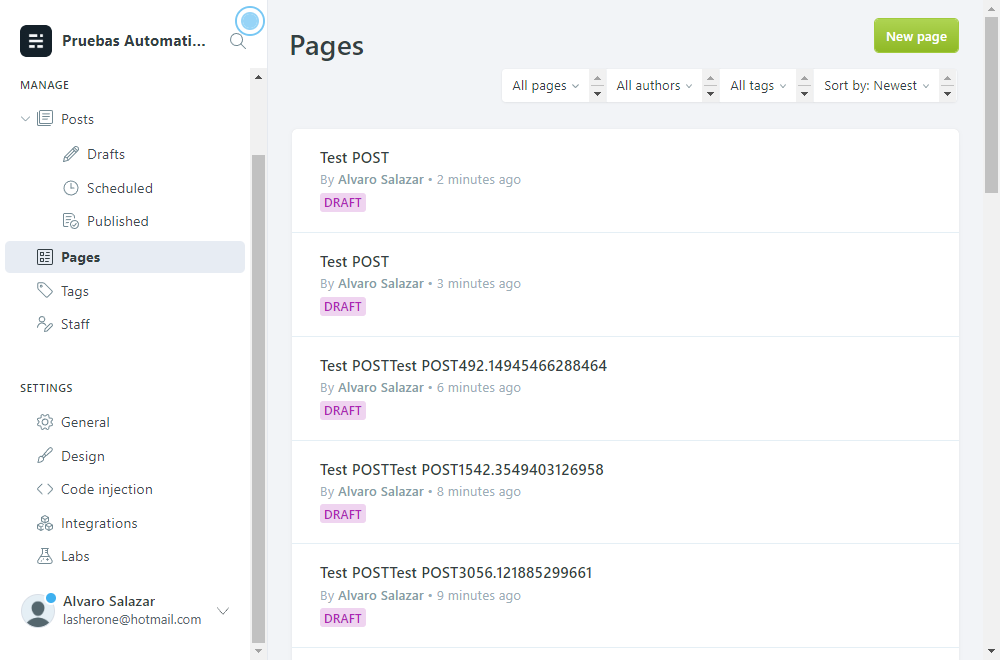 Pruebas Automati...
MANAGE
Posts
Drafts
Scheduled
Published
Pages
Tags
Staff
SETTINGS
General
Design
Code injection
Integrations
Labs
Alvaro Salazar
lasherone@hotmail.com
Pages
New page
All pages
All authors
All tags
Sort by: Newest
Test POST
By Alvaro Salazar • 2 minutes ago
DRAFT
Test POST
By Alvaro Salazar • 3 minutes ago
DRAFT
Test POSTTest POST492.14945466288464
By Alvaro Salazar • 6 minutes ago
DRAFT
Test POSTTest POST1542.3549403126958
By Alvaro Salazar • 8 minutes ago
DRAFT
Test POSTTest POST3056.121885299661
By Alvaro Salazar • 9 minutes ago
DRAFT